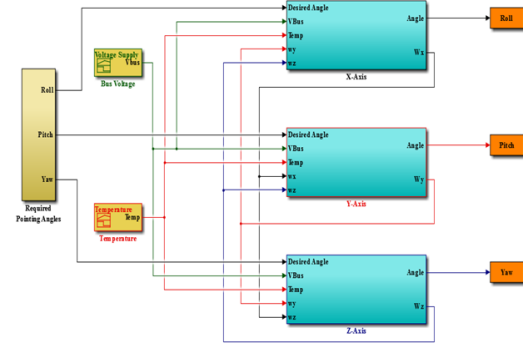 Desired Angle
VBus
Temp
wy
wz
Angle
Wx
Roll
X-Axis
Voltage Supply
Vbus
Bus Voltage
Roll
Pitch
Yaw
Required
Pointing Angles
Desired Angle
VBus
Temp
wx
wz
Angle
Wy
Pitch
Y-Axis
Temperature
Temp
Temperature
Desired Angle
VBus
Temp
wy
wz
Angle
Wz
Yaw
Z-Axis